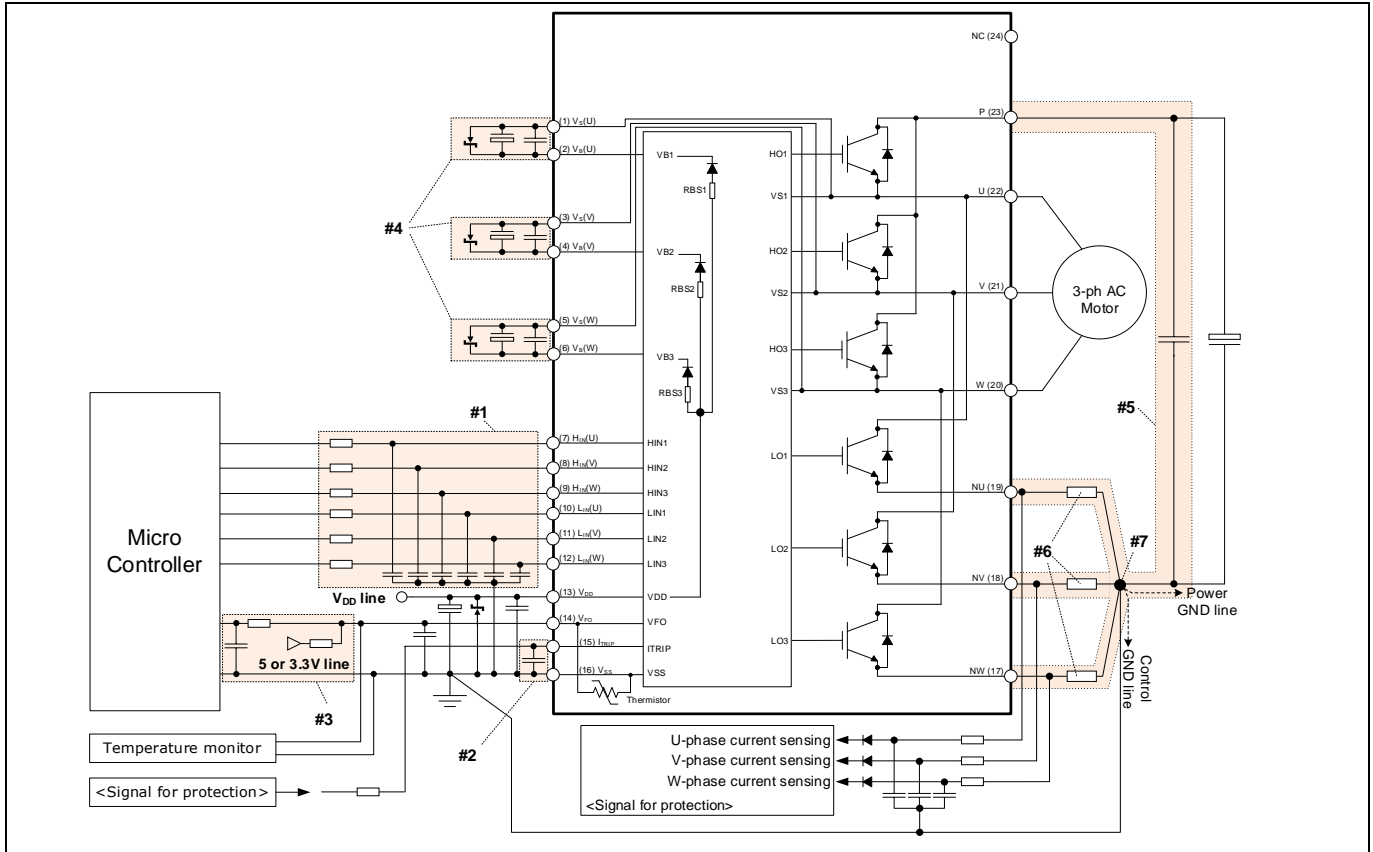 NC (24)
P (23)
(1) VS(U)
(2) VB(U)
VB1
HO1
RBS1
#4
(3) VS(V)
VS1
U (22)
(4) VB(V)
VB2
HO2
RBS2
3-ph AC
Motor
VS2
V (21)
(5) VS(W)
(6) VB(W)
VB3
HO3
RBS3
VS3
W (20)
#1
#5
(7) HIN(U)
HIN1
(8) HIN(V)
HIN2
LO1
(9) HIN(W)
HIN3
(10) LIN(U)
LIN1
NU (19)
Micro
Controller
(11) LIN(V)
LIN2
(12) LIN(W)
LIN3
LO2
#6
#7
NV (18)
VDD line
(13) VDD
VDD
Power
GND line
(14) VFO
VFO
5 or 3.3V line
(15) ITRIP
ITRIP
LO3
Control
GND line
(16) VSS
VSS
NW (17)
Thermistor
#3
#2
Temperature monitor
U-phase current sensing
V-phase current sensing
W-phase current sensing
<Signal for protection>
<Signal for protection>